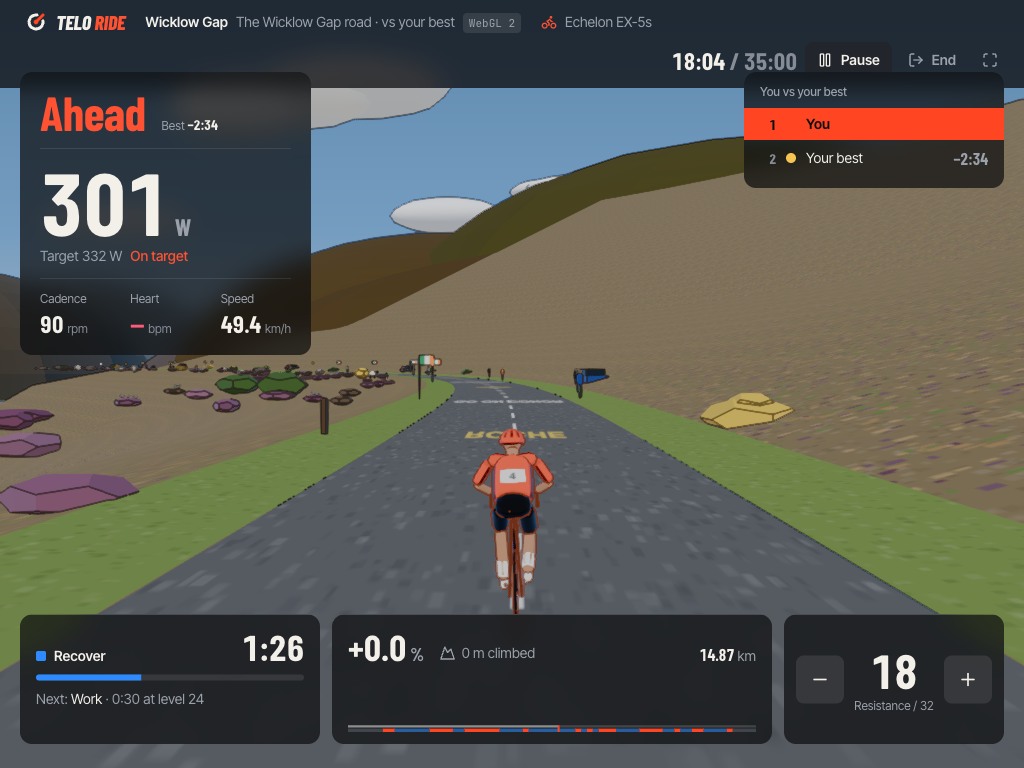 TELO RIDE Wicklow Gap The Wicklow Gap road · vs your best WebGL 2 Echelon EX-5s
18:04 / 35:00 Pause End
Ahead Best −2:34
You vs your best
1 You
2 Your best −2:34
301 W
Target 332 W On target
Cadence Heart Speed
90 rpm – bpm 49.4 km/h
ROCHE
4
Recover 1:26
Next: Work · 0:30 at level 24
+0.0 % 0 m climbed 14.87 km
− 18 +
Resistance / 32